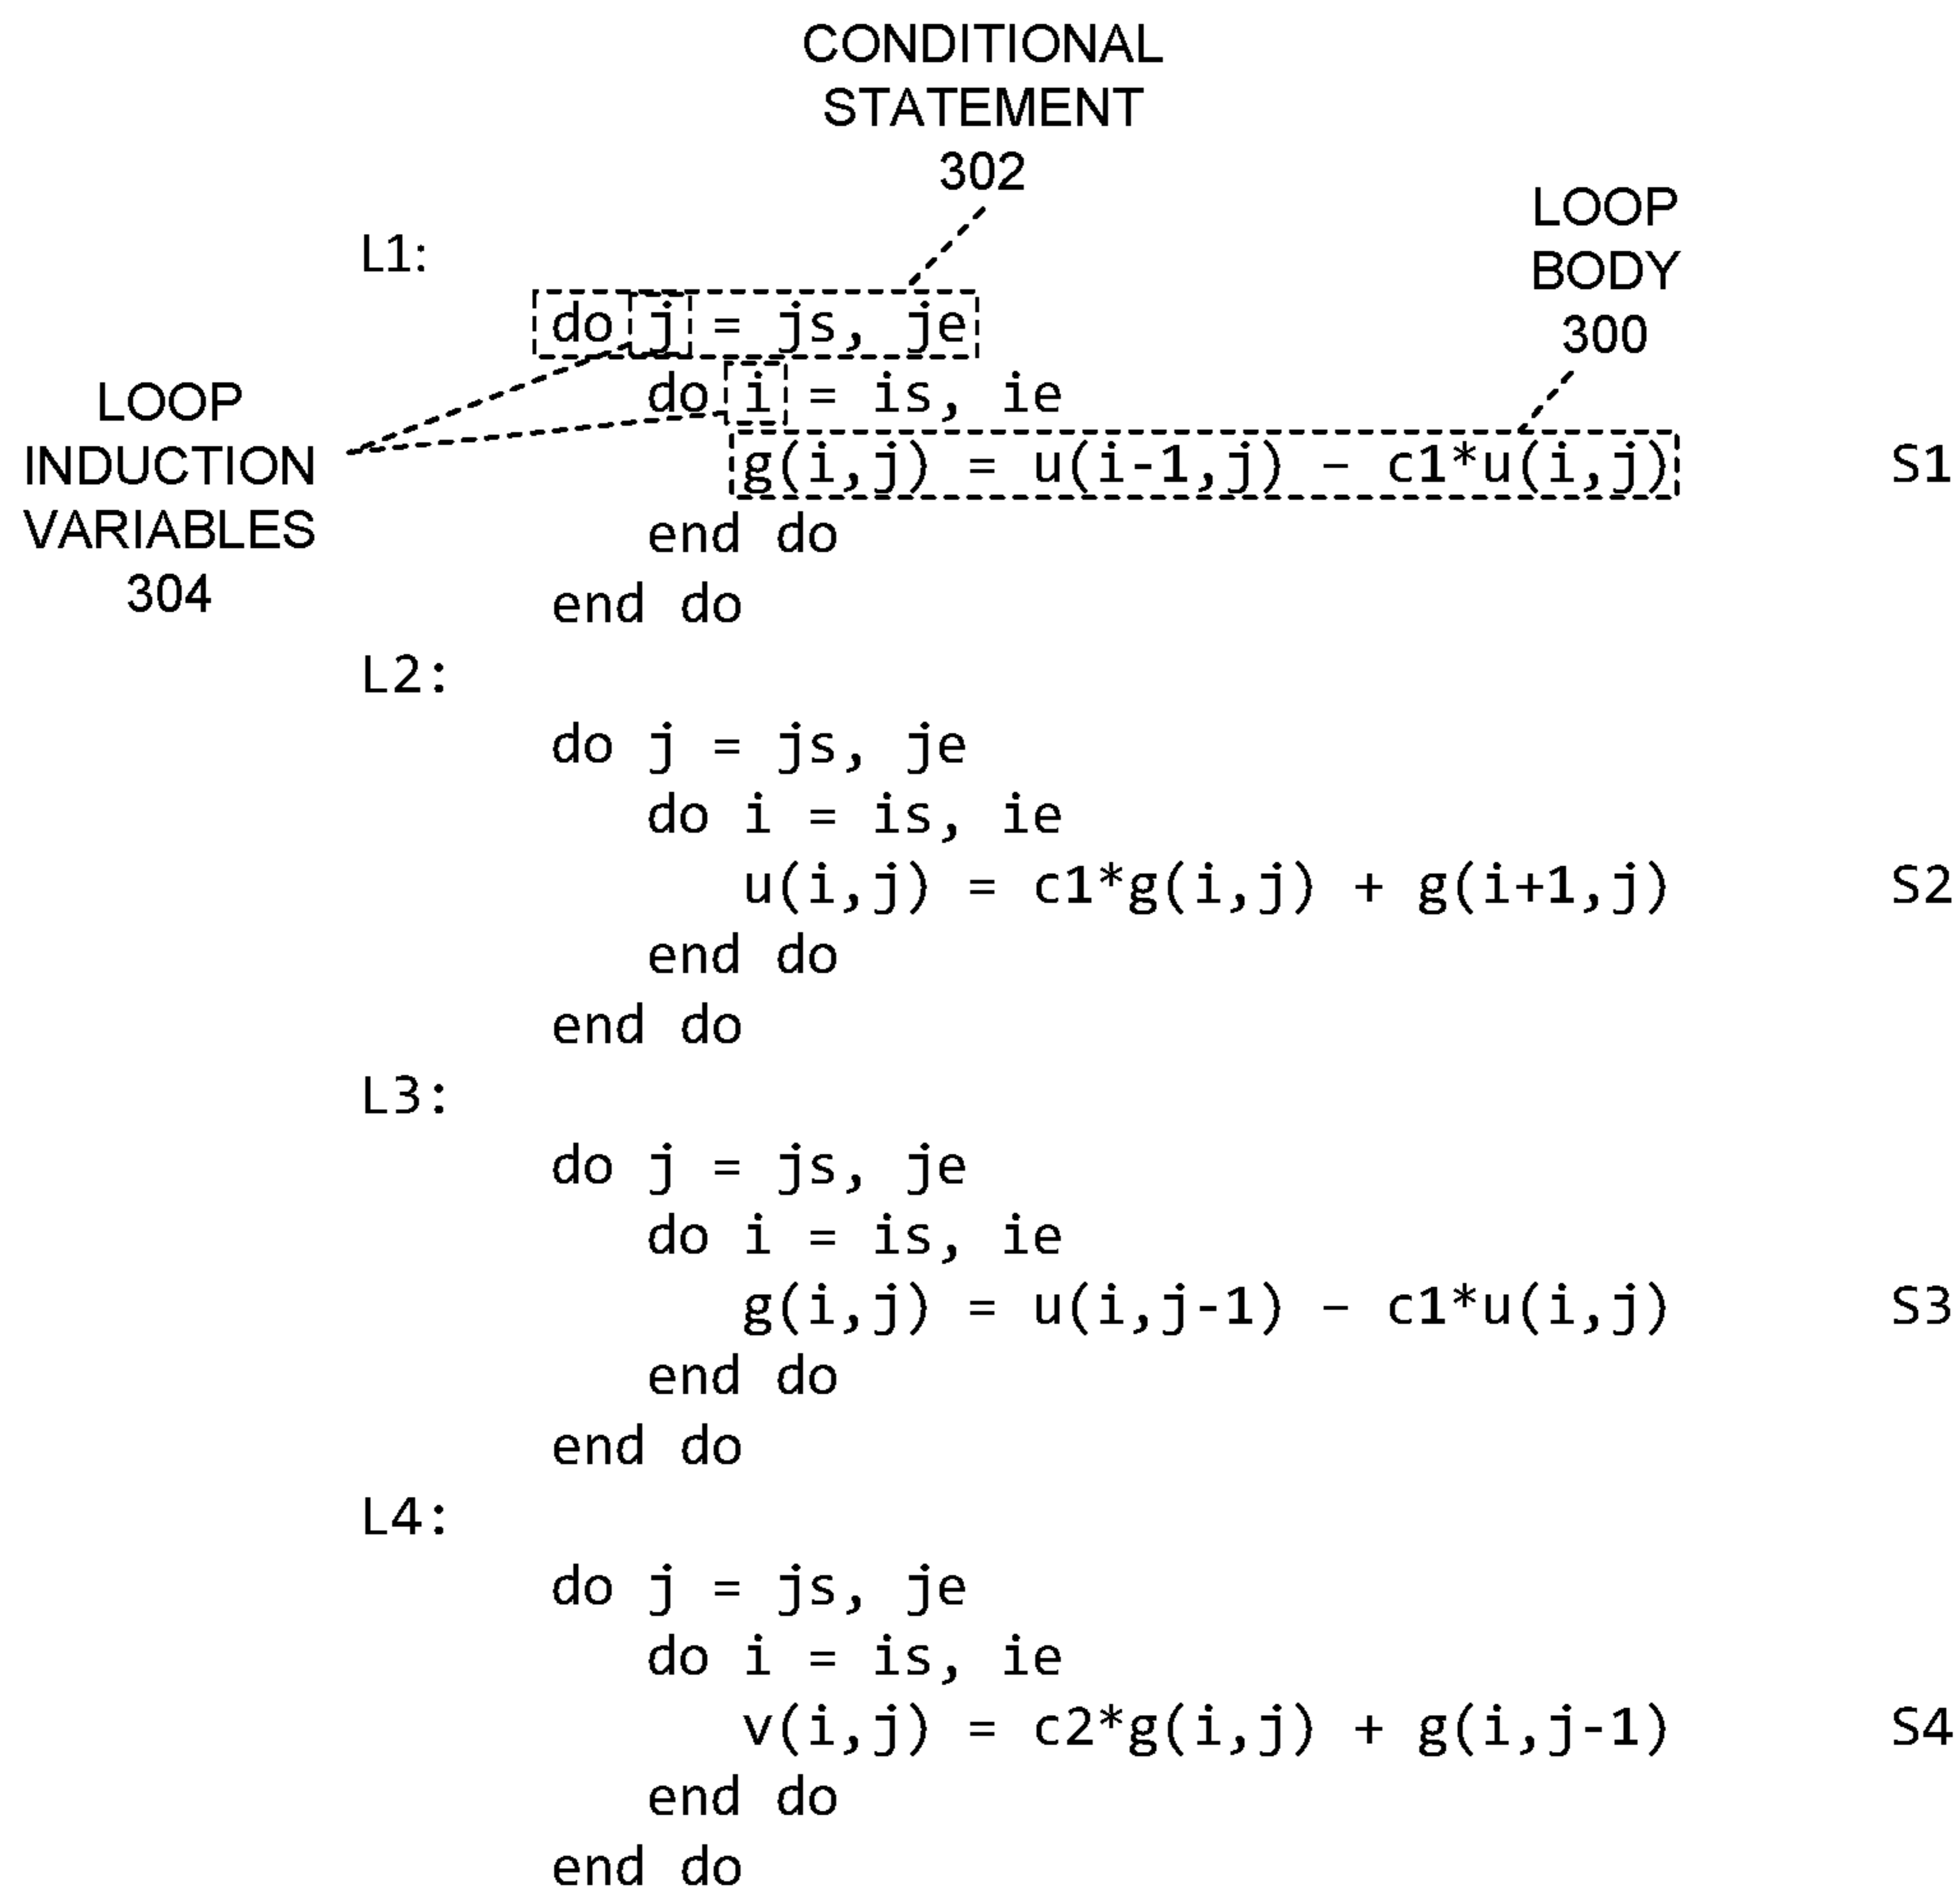 CONDITIONAL
STATEMENT
302
LOOP
BODY
300
L1:
do j = js, je
do i = is, ie
LOOP
INDUCTION
VARIABLES
304
g(i,j) = u(i-1,j) − c1*u(i,j) S1
end do
end do
L2:
do j = js, je
do i = is, ie
u(i,j) = c1*g(i,j) + g(i+1,j) S2
end do
end do
L3:
do j = js, je
do i = is, ie
g(i,j) = u(i,j-1) − c1*u(i,j) S3
end do
end do
L4:
do j = js, je
do i = is, ie
v(i,j) = c2*g(i,j) + g(i,j-1) S4
end do
end do